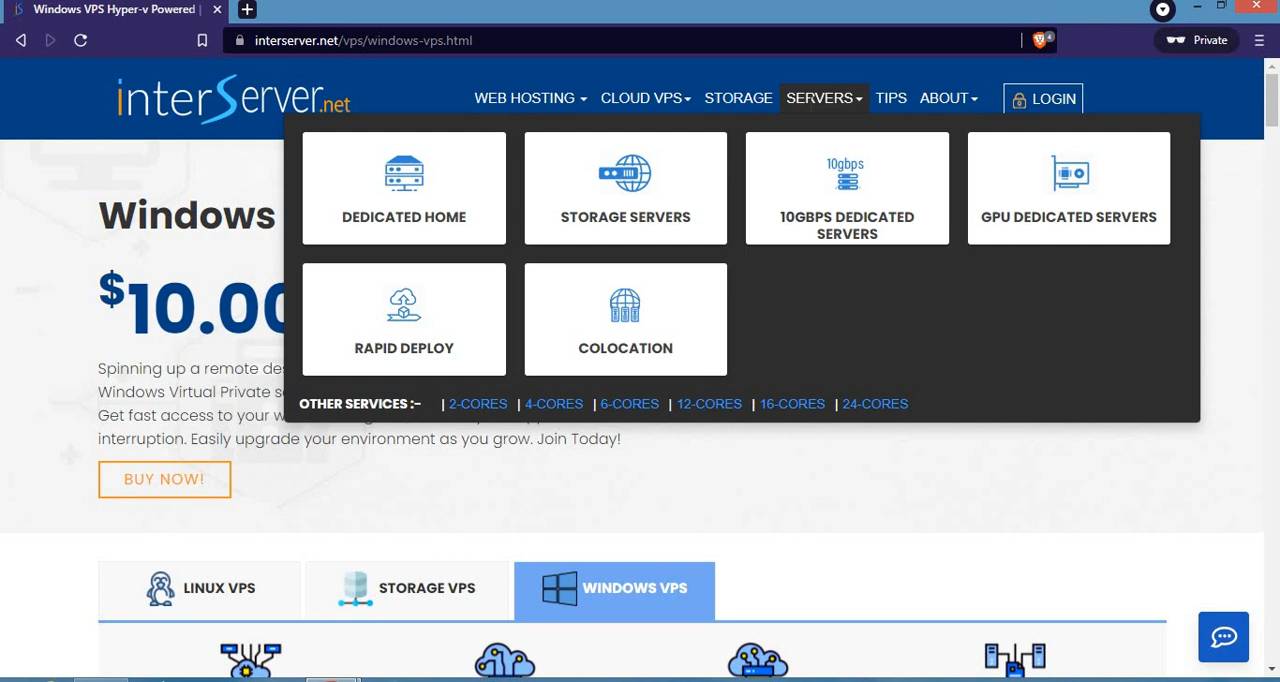 Windows VPS Hyper-v Powered |
interserver.net/vps/windows-vps.html
4
Private
interServer.net
WEB HOSTING
CLOUD VPS
STORAGE
SERVERS
TIPS
ABOUT
LOGIN
DEDICATED HOME
STORAGE SERVERS
10gbps
10GBPS DEDICATED
SERVERS
GPU DEDICATED SERVERS
RAPID DEPLOY
COLOCATION
OTHER SERVICES :- | 2-CORES | 4-CORES | 6-CORES | 12-CORES | 16-CORES | 24-CORES
Windows
$10.00
Spinning up a remote
Windows Virtual Private
Get fast access to your
interruption. Easily upgrade your environment as you grow. Join Today!
BUY NOW!
LINUX VPS
STORAGE VPS
WINDOWS VPS